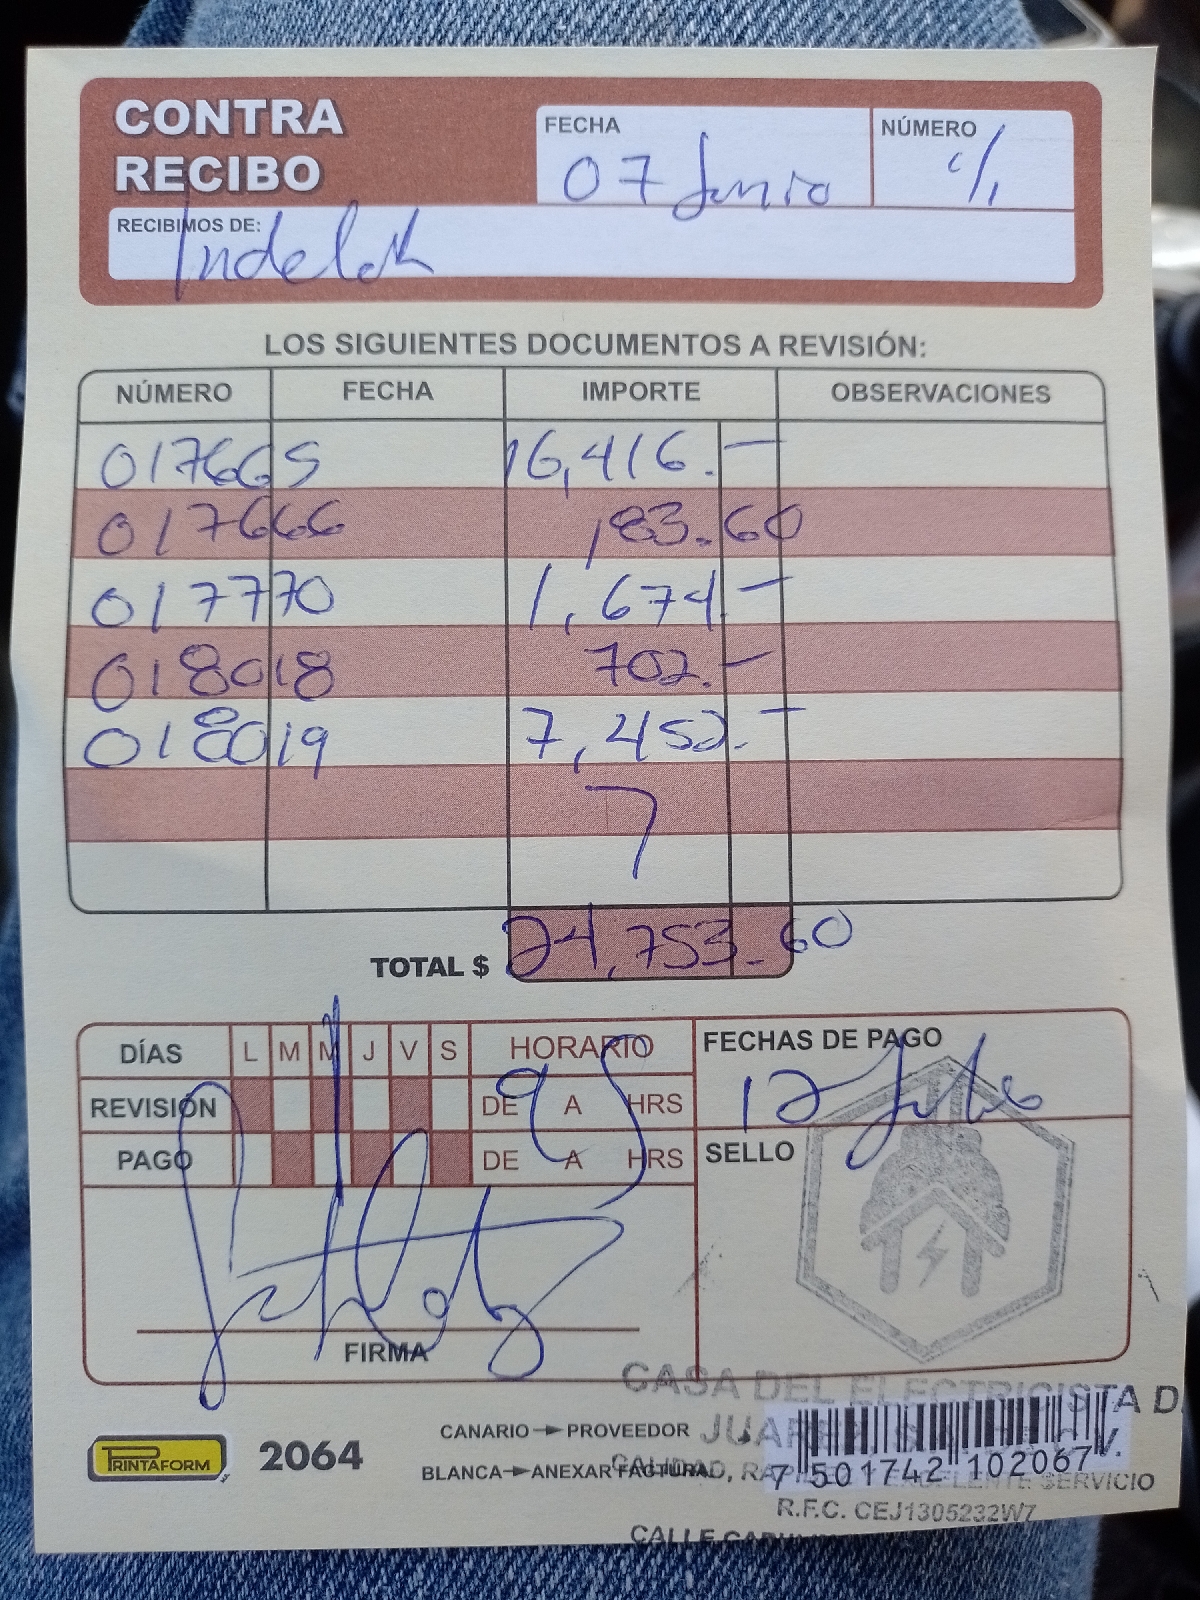 CONTRA RECIBO
FECHA 07 Junio
NÚMERO
RECIBIMOS DE:
LOS SIGUIENTES DOCUMENTOS A REVISIÓN:
NÚMERO FECHA IMPORTE OBSERVACIONES
017665 16,416.—
017666 183.60
017770 1,674.—
018018 702.—
018019 7,452.—
TOTAL $ 24,753.60
DÍAS L M M J V S HORARIO
REVISIÓN DE A HRS
PAGO DE A HRS
FIRMA
FECHAS DE PAGO
12 Julio
SELLO
CASA DEL ELECTRICISTA D
CALIDAD, SERVICIO
R.F.C. CEJ1305232W7
CALLE
PRINTAFORM 2064
CANARIO→PROVEEDOR
BLANCA→ANEXAR FACTURA
7 501742 102067